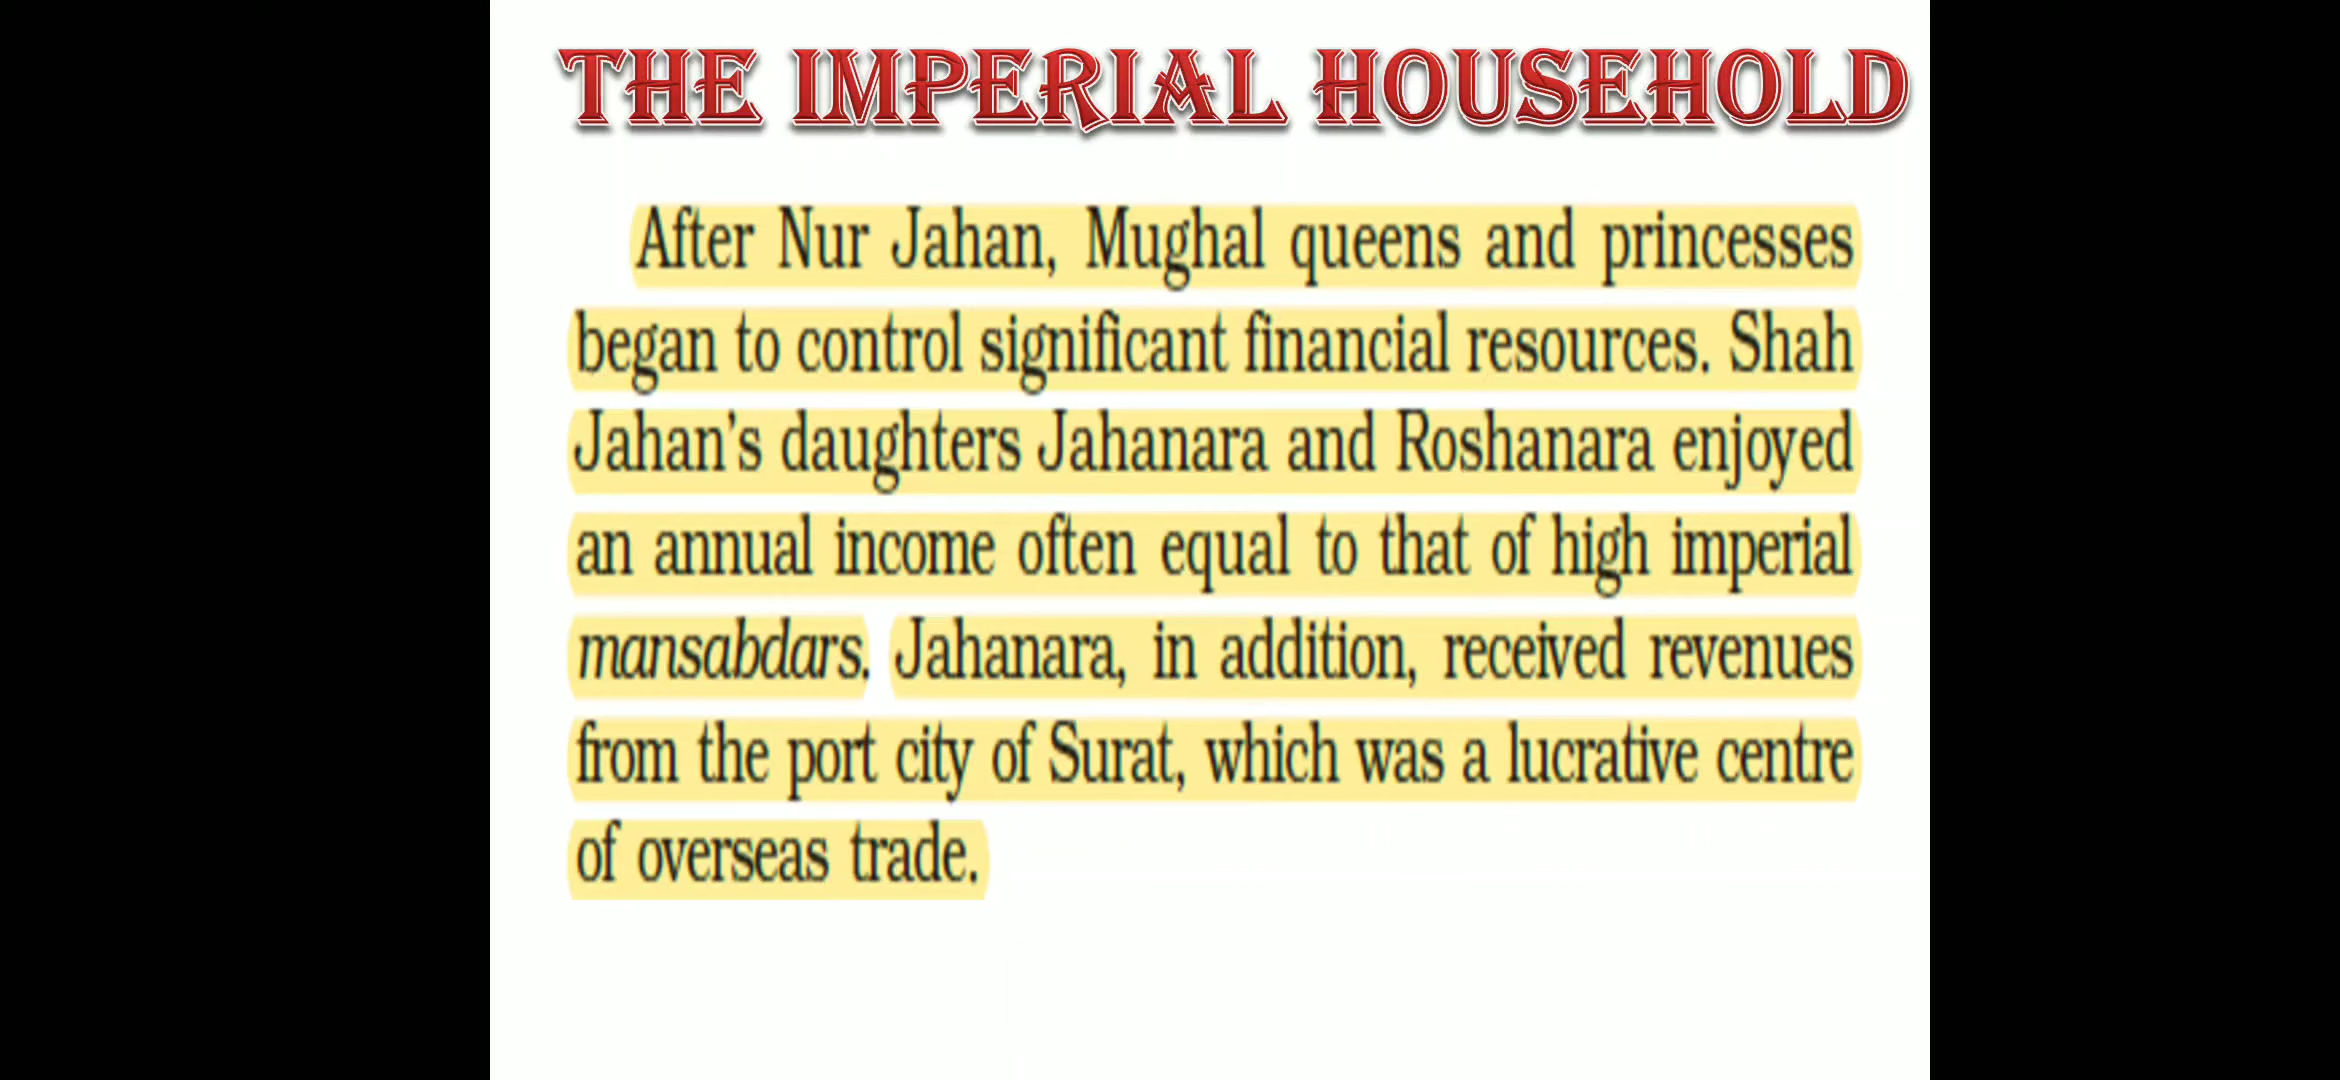 THE IMPERIAL HOUSEHOLD
After Nur Jahan, Mughal queens and princesses
began to control significant financial resources. Shah
Jahan’s daughters Jahanara and Roshanara enjoyed
an annual income often equal to that of high imperial
mansabdars. Jahanara, in addition, received revenues
from the port city of Surat, which was a lucrative centre
of overseas trade.